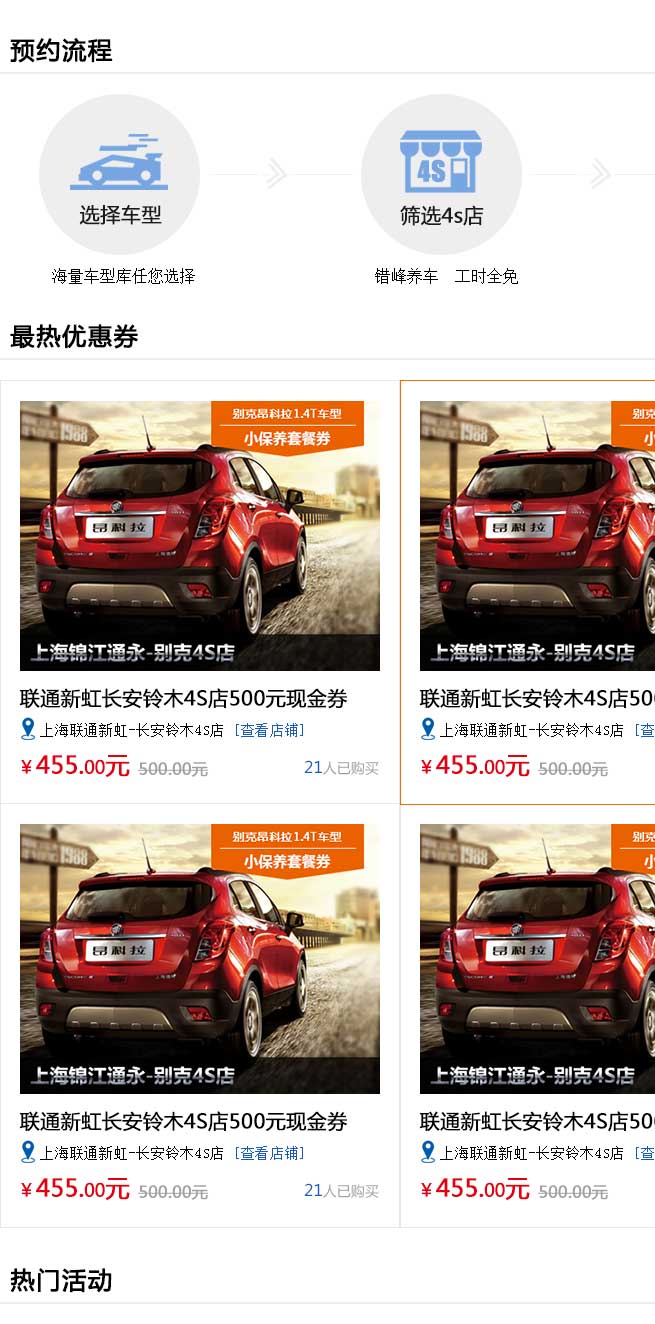 预约流程
4S
选择车型
筛选4s店
海量车型库任您选择
错峰养车 工时全免
最热优惠券
别克昂科拉1.4T车型
小保养套餐券
1988
昂科拉
上海锦江通永-别克4S店
联通新虹长安铃木4S店500元现金券
上海联通新虹-长安铃木4S店 [查看店铺]
¥455.00元 500.00元 21人已购买
别克
小保
1988
昂科拉
上海锦江通永-别克4S店
联通新虹长安铃木4S店500
上海联通新虹-长安铃木4S店 [查
¥455.00元 500.00元
别克昂科拉1.4T车型
小保养套餐券
1988
昂科拉
上海锦江通永-别克4S店
联通新虹长安铃木4S店500元现金券
上海联通新虹-长安铃木4S店 [查看店铺]
¥455.00元 500.00元 21人已购买
别克
小保
1988
昂科拉
上海锦江通永-别克4S店
联通新虹长安铃木4S店500
上海联通新虹-长安铃木4S店 [查
¥455.00元 500.00元
热门活动